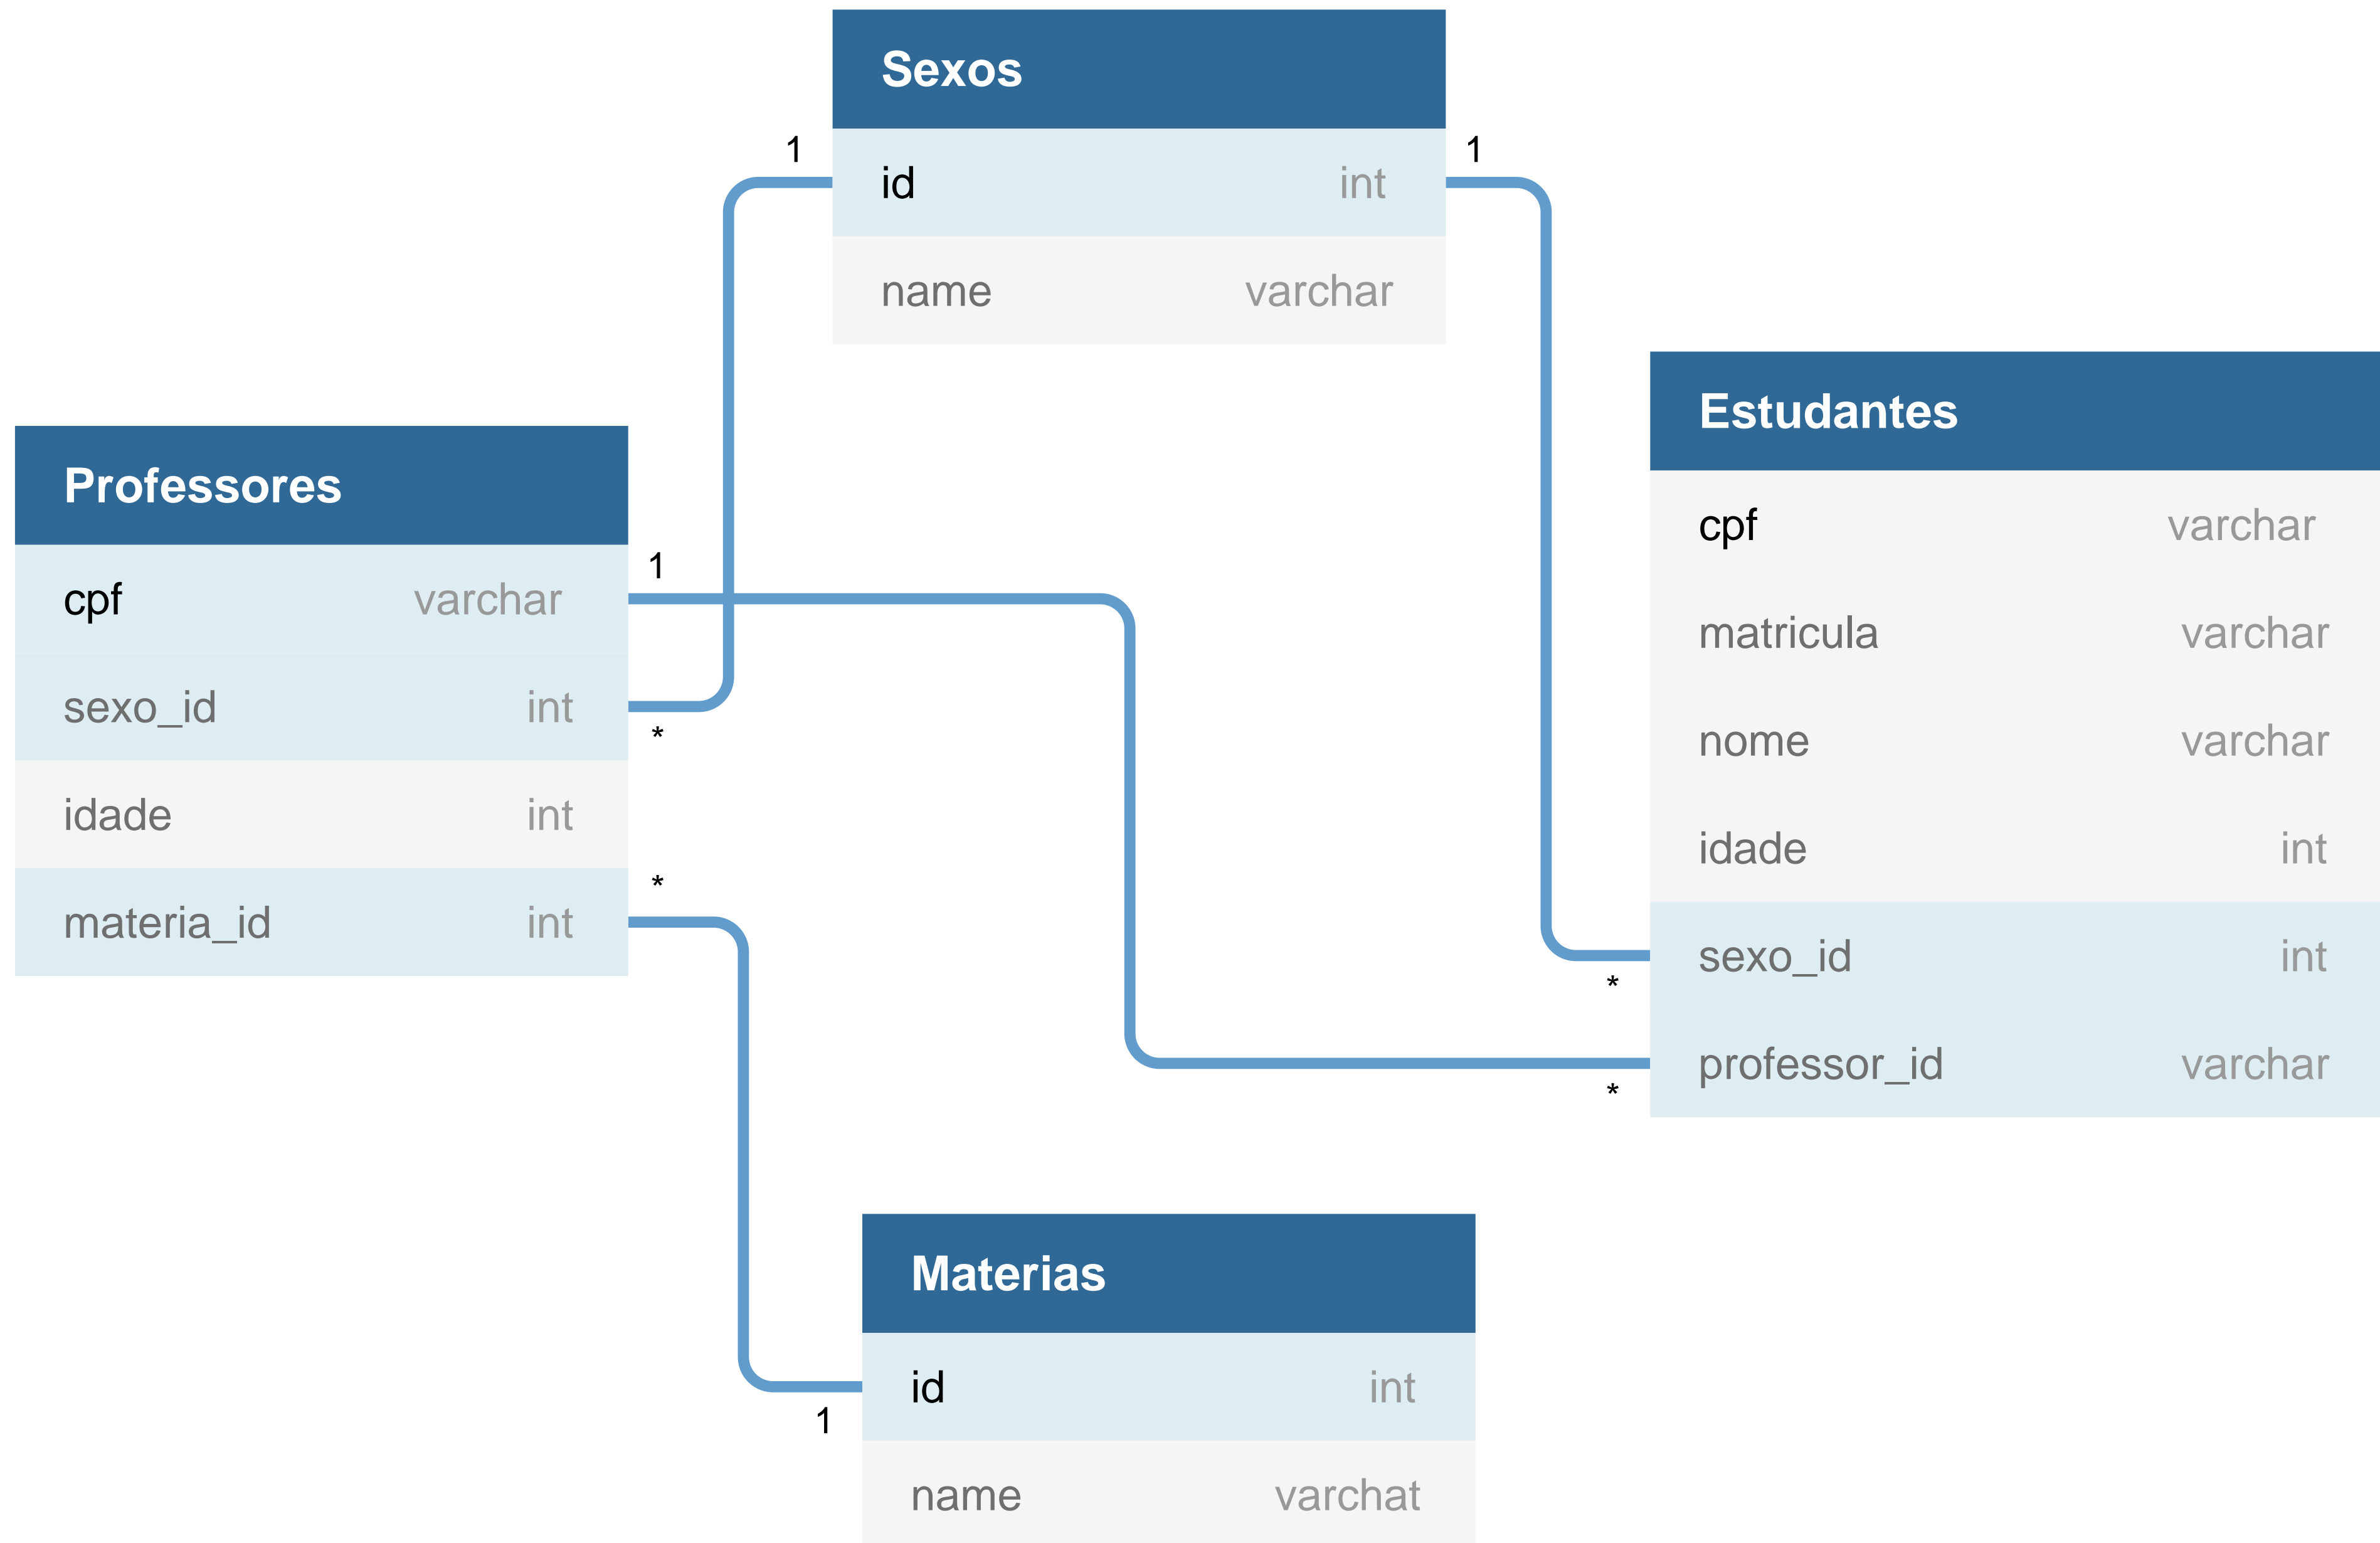 Sexos
1
1
id int
name varchar
Estudantes
cpf varchar
matricula varchar
nome varchar
idade int
sexo_id int
*
professor_id varchar
*
Professores
1
cpf varchar
sexo_id int
*
idade int
*
materia_id int
Materias
id int
1
name varchat